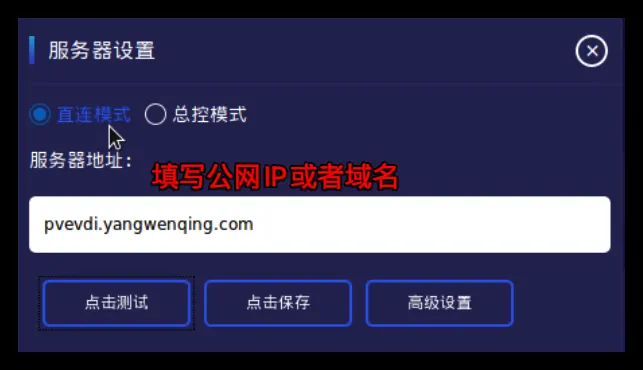 服务器设置
直连模式 总控模式
服务器地址：
填写公网IP或者域名
pvevdi.yangwenqing.com
点击测试 点击保存 高级设置